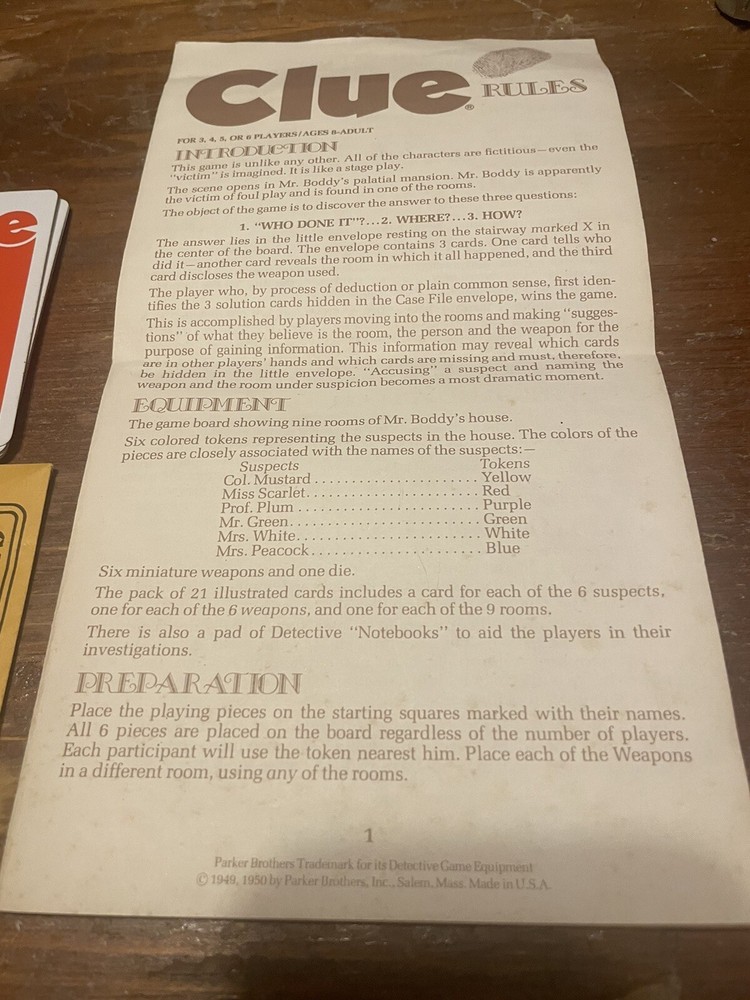 Clue® RULES
FOR 3, 4, 5, OR 6 PLAYERS/AGES 8-ADULT
INTRODUCTION
This game is unlike any other. All of the characters are fictitious—even the
"victim" is imagined. It is like a stage play.
The scene opens in Mr. Boddy's palatial mansion. Mr. Boddy is apparently
the victim of foul play and is found in one of the rooms.
The object of the game is to discover the answer to these three questions:
1. "WHO DONE IT"?...2. WHERE?...3. HOW?
The answer lies in the little envelope resting on the stairway marked X in
the center of the board. The envelope contains 3 cards. One card tells who
did it—another card reveals the room in which it all happened, and the third
card discloses the weapon used.
The player who, by process of deduction or plain common sense, first iden-
tifies the 3 solution cards hidden in the Case File envelope, wins the game.
This is accomplished by players moving into the rooms and making "sugges-
tions" of what they believe is the room, the person and the weapon for the
purpose of gaining information. This information may reveal which cards
are in other players' hands and which cards are missing and must, therefore,
be hidden in the little envelope. "Accusing" a suspect and naming the
weapon and the room under suspicion becomes a most dramatic moment.
EQUIPMENT
The game board showing nine rooms of Mr. Boddy's house.
Six colored tokens representing the suspects in the house. The colors of the
pieces are closely associated with the names of the suspects:—
Suspects Tokens
Col. Mustard ........................ Yellow
Miss Scarlet ......................... Red
Prof. Plum ........................... Purple
Mr. Green ............................ Green
Mrs. White ........................... White
Mrs. Peacock ........................ Blue
Six miniature weapons and one die.
The pack of 21 illustrated cards includes a card for each of the 6 suspects,
one for each of the 6 weapons, and one for each of the 9 rooms.
There is also a pad of Detective "Notebooks" to aid the players in their
investigations.
PREPARATION
Place the playing pieces on the starting squares marked with their names.
All 6 pieces are placed on the board regardless of the number of players.
Each participant will use the token nearest him. Place each of the Weapons
in a different room, using any of the rooms.
1
Parker Brothers Trademark for its Detective Game Equipment
© 1949, 1950 by Parker Brothers, Inc., Salem, Mass. Made in U.S.A.
e